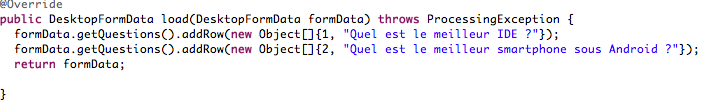 @Override
public DesktopFormData load(DesktopFormData formData) throws ProcessingException {
  formData.getQuestions().addRow(new Object[]{1, "Quel est le meilleur IDE ?"});
  formData.getQuestions().addRow(new Object[]{2, "Quel est le meilleur smartphone sous Android ?"});
  return formData;
}